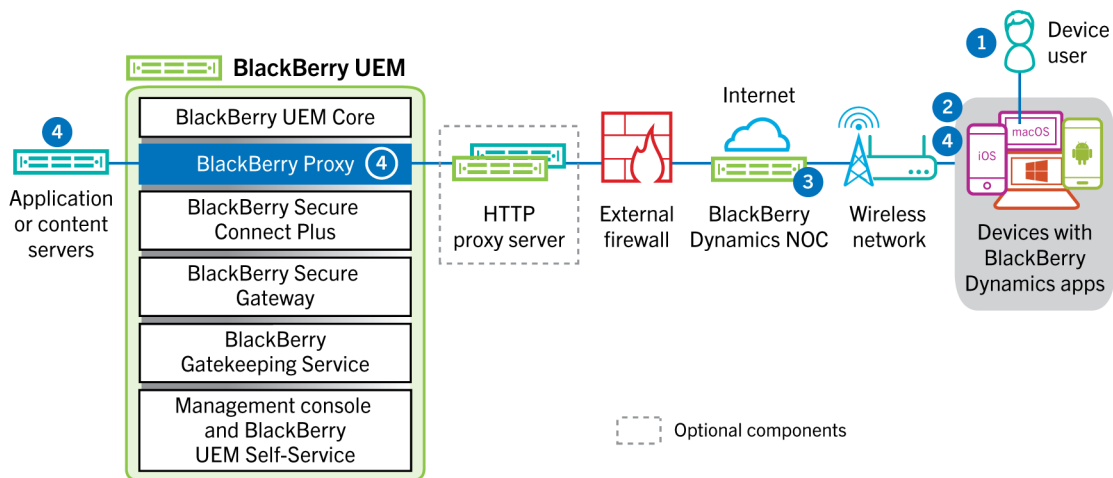 BlackBerry UEM
BlackBerry UEM Core
BlackBerry Proxy
4
BlackBerry Secure
Connect Plus
BlackBerry Secure
Gateway
BlackBerry
Gatekeeping Service
Management console
and BlackBerry
UEM Self-Service
4
Application
or content
servers
HTTP
proxy server
External
firewall
Internet
3
BlackBerry
Dynamics NOC
Wireless
network
1
Device
user
2
4
iOS
macOS
Devices with
BlackBerry
Dynamics apps
Optional components